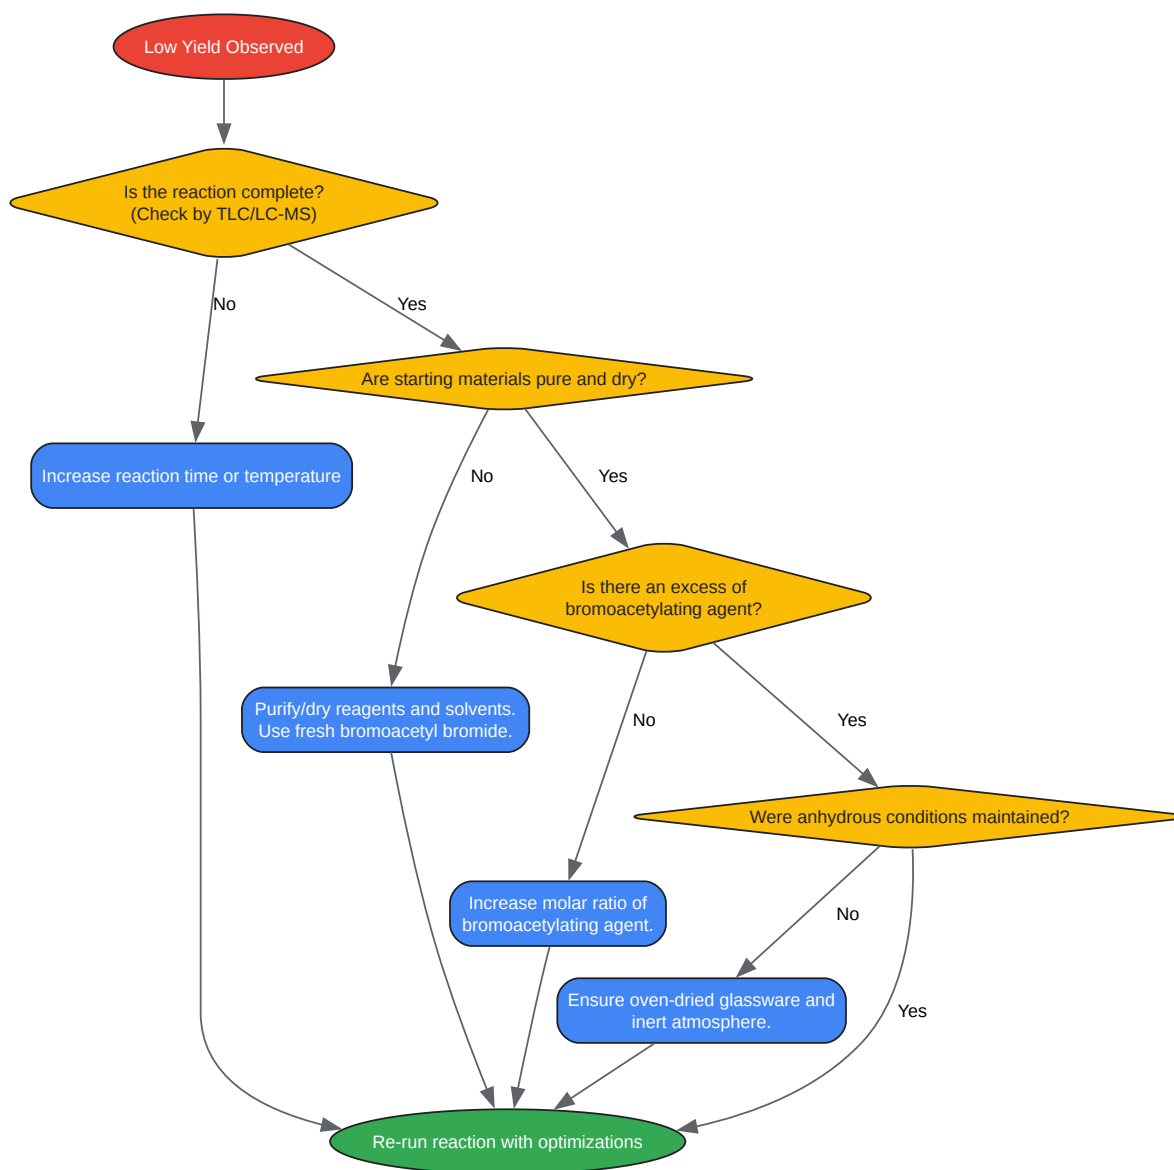 Low Yield Observed
Is the reaction complete?
(Check by TLC/LC-MS)
No
Yes
Are starting materials pure and dry?
Increase reaction time or temperature
No
Yes
Is there an excess of
bromoacetylating agent?
Purify/dry reagents and solvents.
Use fresh bromoacetyl bromide.
No
Yes
Were anhydrous conditions maintained?
Increase molar ratio of
bromoacetylating agent.
No
Ensure oven-dried glassware and
inert atmosphere.
Yes
Re-run reaction with optimizations